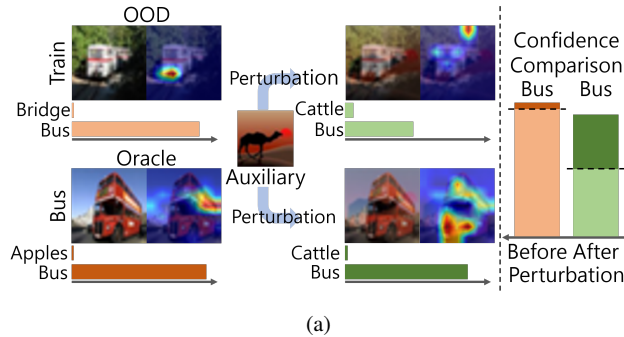 OOD
Train
Bridge
Bus
Perturbation
Cattle
Bus
Oracle
Bus
Apples
Bus
Auxiliary
Perturbation
Cattle
Bus
Confidence
Comparison
Bus Bus
Before After
Perturbation
(a)